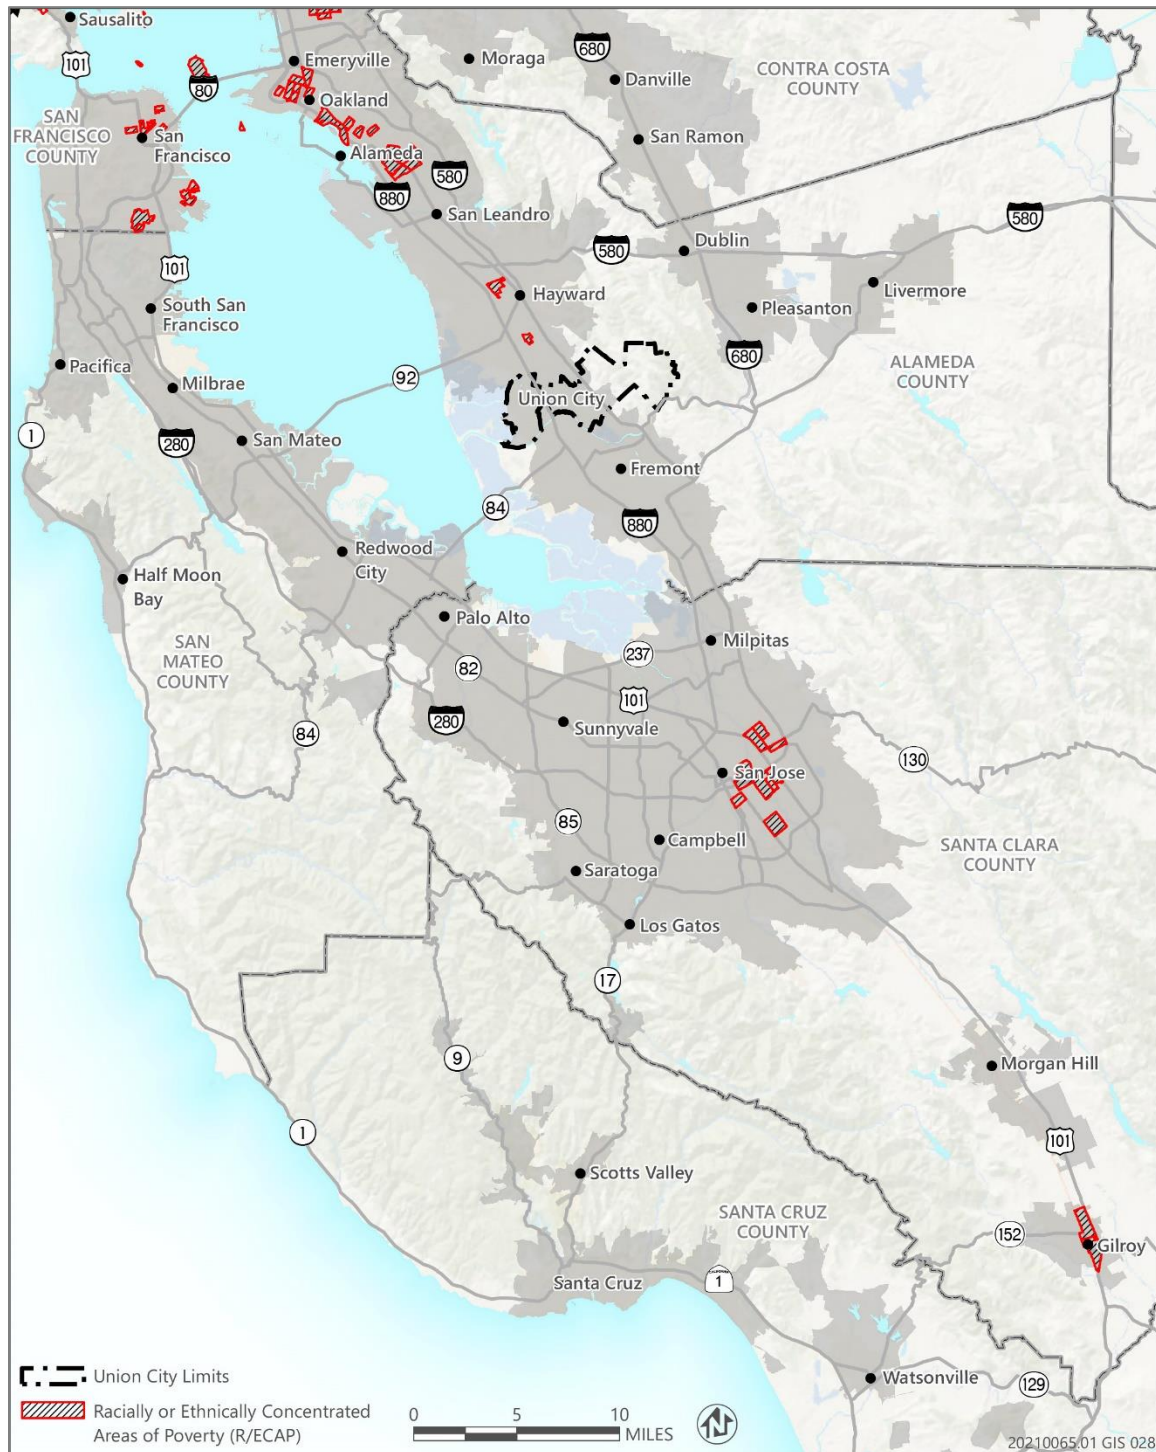 Sausalito
101
Emeryville
Moraga
680
Danville
CONTRA COSTA
COUNTY
80
Oakland
SAN
FRANCISCO
COUNTY
San
Francisco
San Ramon
Alameda
580
880
San Leandro
580
Dublin
580
101
Hayward
Livermore
South San
Francisco
Pleasanton
680
Pacifica
Milbrae
92
Union City
ALAMEDA
COUNTY
1
280
San Mateo
Fremont
84
880
Redwood
City
Half Moon
Bay
Palo Alto
SAN
MATEO
COUNTY
Milpitas
237
82
101
280
Sunnyvale
84
130
San Jose
85
Campbell
SANTA CLARA
COUNTY
Saratoga
Los Gatos
17
9
Morgan Hill
1
101
Scotts Valley
SANTA CRUZ
COUNTY
152
Gilroy
Santa Cruz
1
Watsonville
129
Union City Limits
Racially or Ethnically Concentrated
Areas of Poverty (R/ECAP)
0 5 10
MILES
N
20210065.01 GIS 028